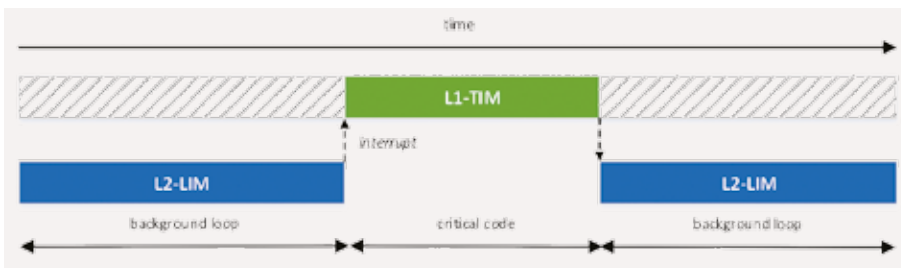 time
L1-TIM
interrupt
L2-LIM
L2-LIM
background loop
critical code
background loop